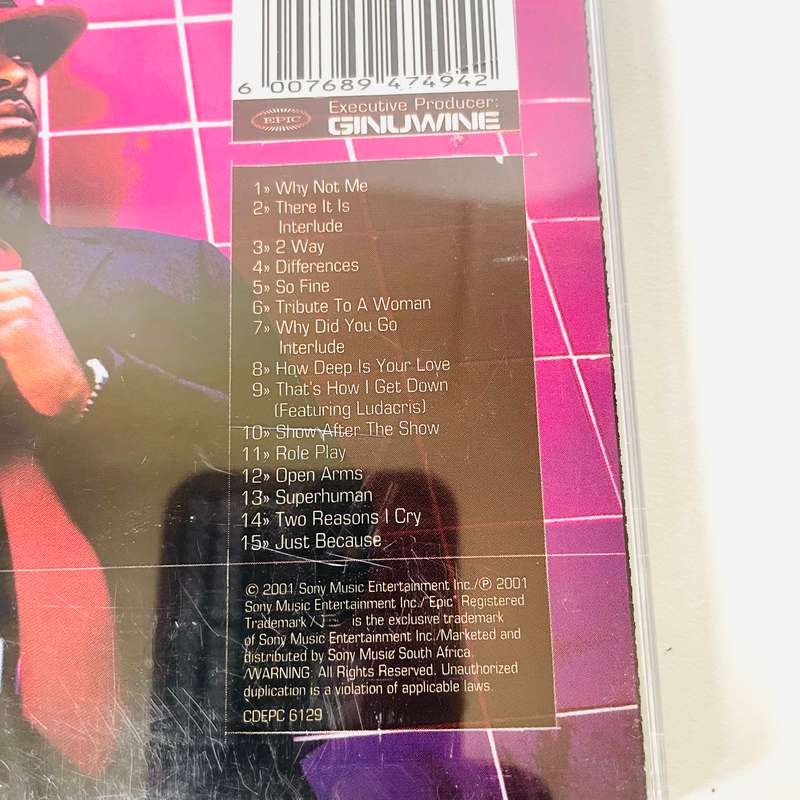 6 007689 474942
EPIC
Executive Producer:
GINUWINE
1» Why Not Me
2» There It Is
Interlude
3» 2 Way
4» Differences
5» So Fine
6» Tribute To A Woman
7» Why Did You Go
Interlude
8» How Deep Is Your Love
9» That's How I Get Down
(Featuring Ludacris)
10» Show After The Show
11» Role Play
12» Open Arms
13» Superhuman
14» Two Reasons I Cry
15» Just Because
© 2001 Sony Music Entertainment Inc./℗ 2001
Sony Music Entertainment Inc./"Epic" Registered
Trademark / is the exclusive trademark
of Sony Music Entertainment Inc./Marketed and
distributed by Sony Music South Africa.
/WARNING: All Rights Reserved. Unauthorized
duplication is a violation of applicable laws.
CDEPC 6129